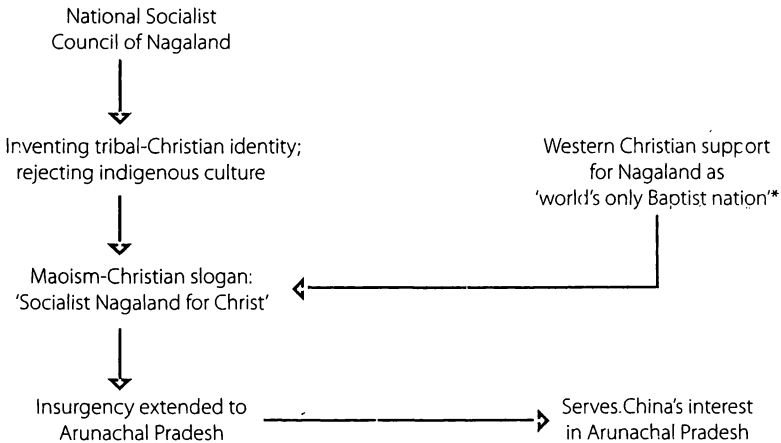 National Socialist
Council of Nagaland
Inventing tribal-Christian identity;
rejecting indigenous culture
Western Christian support
for Nagaland as
'world's only Baptist nation'*
Maoism-Christian slogan:
'Socialist Nagaland for Christ'
Insurgency extended to
Arunachal Pradesh
Serves China's interest
in Arunachal Pradesh